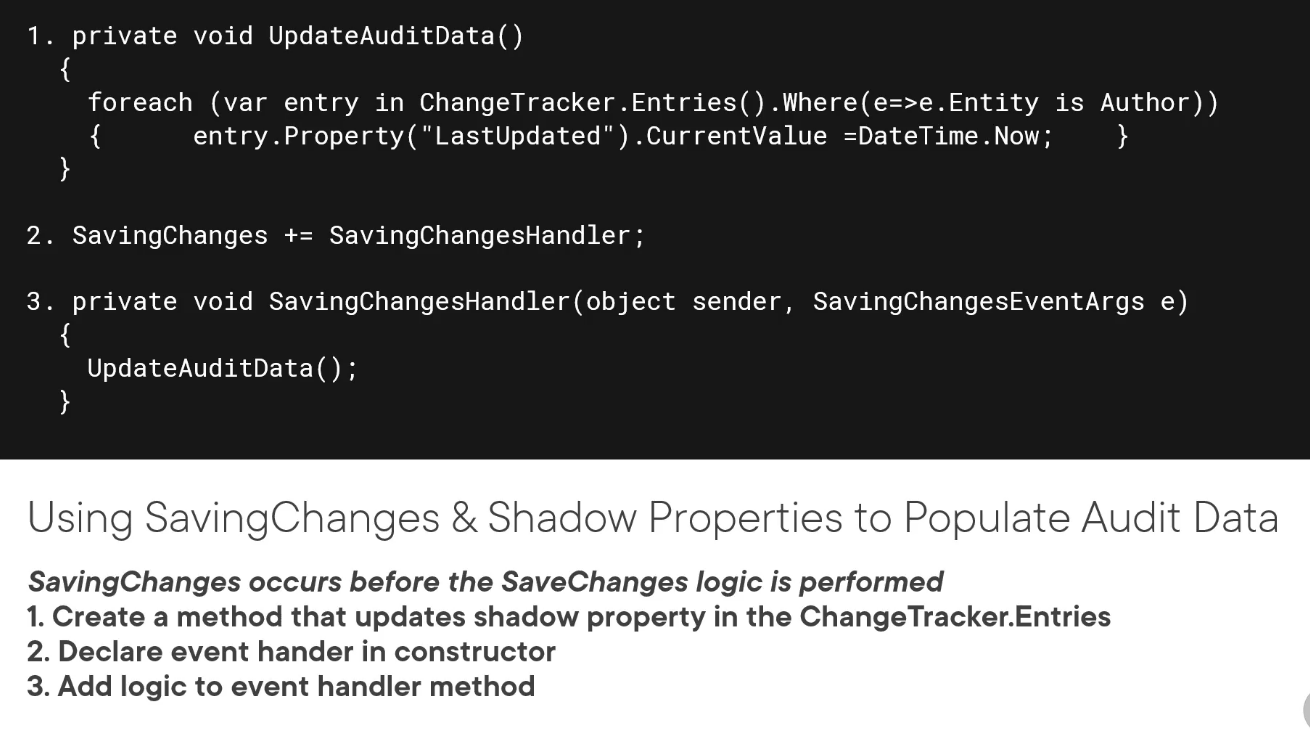 1. private void UpdateAuditData()
{
foreach (var entry in ChangeTracker.Entries().Where(e=>e.Entity is Author))
{ entry.Property("LastUpdated").CurrentValue =DateTime.Now; }
}
2. SavingChanges += SavingChangesHandler;
3. private void SavingChangesHandler(object sender, SavingChangesEventArgs e)
{
UpdateAuditData();
}
Using SavingChanges & Shadow Properties to Populate Audit Data
SavingChanges occurs before the SaveChanges logic is performed
1. Create a method that updates shadow property in the ChangeTracker.Entries
2. Declare event hander in constructor
3. Add logic to event handler method